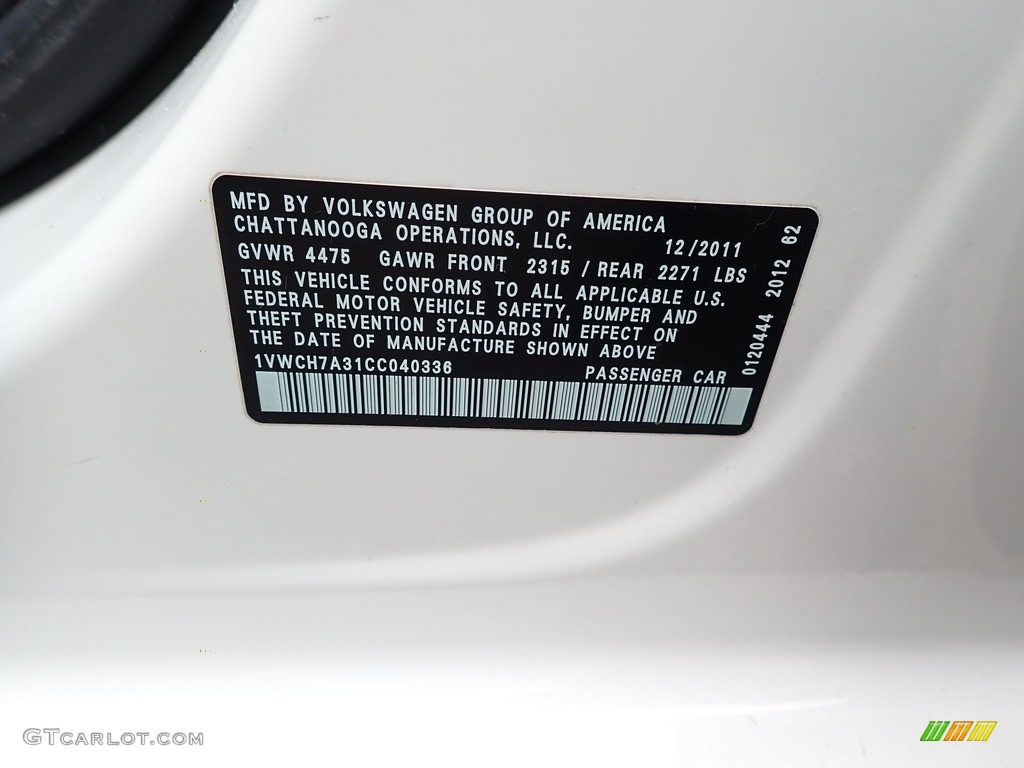 MFD BY VOLKSWAGEN GROUP OF AMERICA
CHATTANOOGA OPERATIONS, LLC. 12/2011
GVWR 4475 GAWR FRONT 2315 / REAR 2271 LBS
THIS VEHICLE CONFORMS TO ALL APPLICABLE U.S.
FEDERAL MOTOR VEHICLE SAFETY, BUMPER AND
THEFT PREVENTION STANDARDS IN EFFECT ON
THE DATE OF MANUFACTURE SHOWN ABOVE
1VWCH7A31CC040336 PASSENGER CAR
0120444 2012 62
GTCARLOT.COM